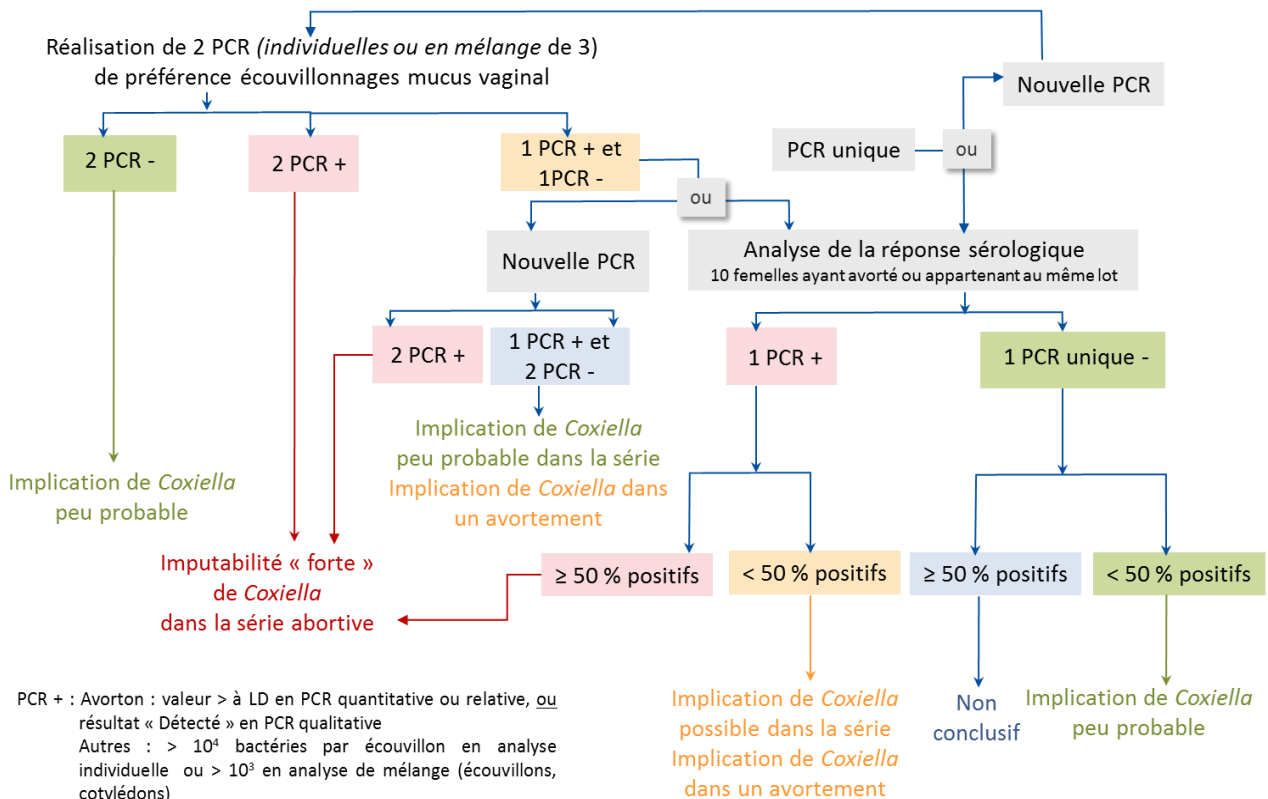 Réalisation de 2 PCR (individuelles ou en mélange de 3)
de préférence écouvillonnages mucus vaginal
Nouvelle PCR
2 PCR -
2 PCR +
1 PCR + et
1PCR -
PCR unique
ou
ou
Nouvelle PCR
Analyse de la réponse sérologique
10 femelles ayant avorté ou appartenant au même lot
2 PCR +
1 PCR + et
2 PCR -
1 PCR +
1 PCR unique -
Implication de Coxiella
peu probable
Implication de Coxiella
peu probable dans la série
Implication de Coxiella dans
un avortement
Imputabilité « forte »
de Coxiella
dans la série abortive
≥ 50 % positifs
< 50 % positifs
≥ 50 % positifs
< 50 % positifs
Implication de Coxiella
possible dans la série
Implication de Coxiella
dans un avortement
Non
conclusif
Implication de Coxiella
peu probable
PCR + : Avorton : valeur > à LD en PCR quantitative ou relative, ou
résultat « Détecté » en PCR qualitative
Autres : > 10⁴ bactéries par écouvillon en analyse
individuelle ou > 10³ en analyse de mélange (écouvillons,
cotylédons)